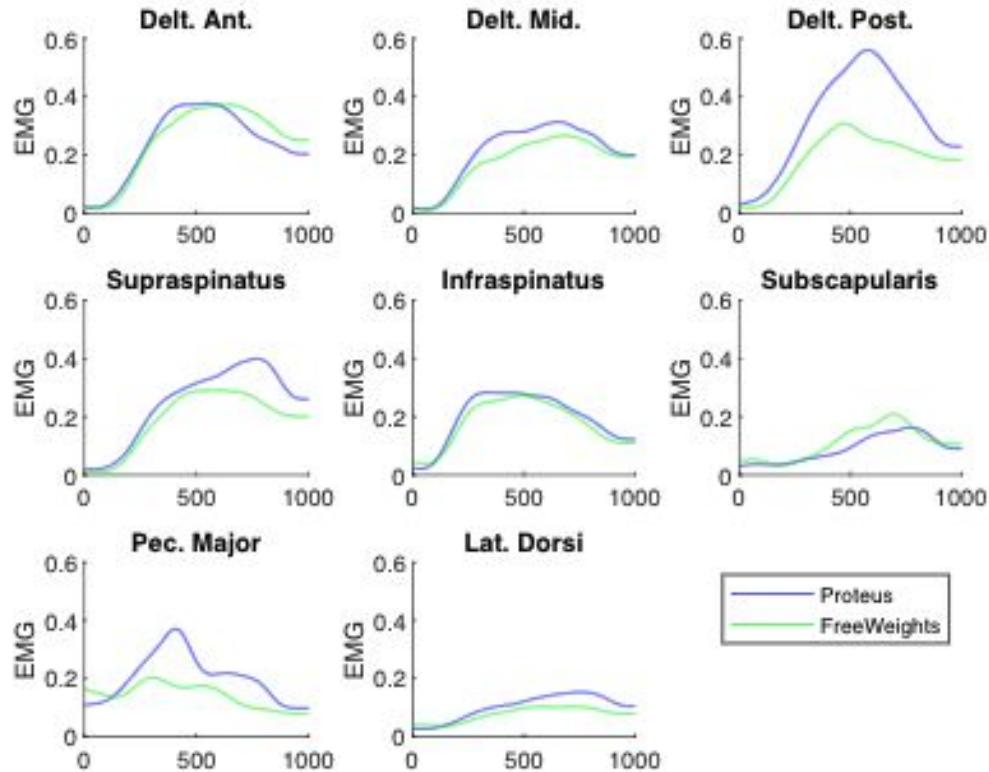 Delt. Ant. Delt. Mid. Delt. Post.
0.6 0.6 0.6
0.4 0.4 0.4
EMG EMG EMG
0.2 0.2 0.2
0 0 0
0 500 1000 0 500 1000 0 500 1000
Supraspinatus Infraspinatus Subscapularis
0.6 0.6 0.6
0.4 0.4 0.4
EMG EMG EMG
0.2 0.2 0.2
0 0 0
0 500 1000 0 500 1000 0 500 1000
Pec. Major Lat. Dorsi
0.6 0.6
0.4 0.4
EMG EMG
0.2 0.2
0 0
0 500 1000 0 500 1000
Proteus
FreeWeights